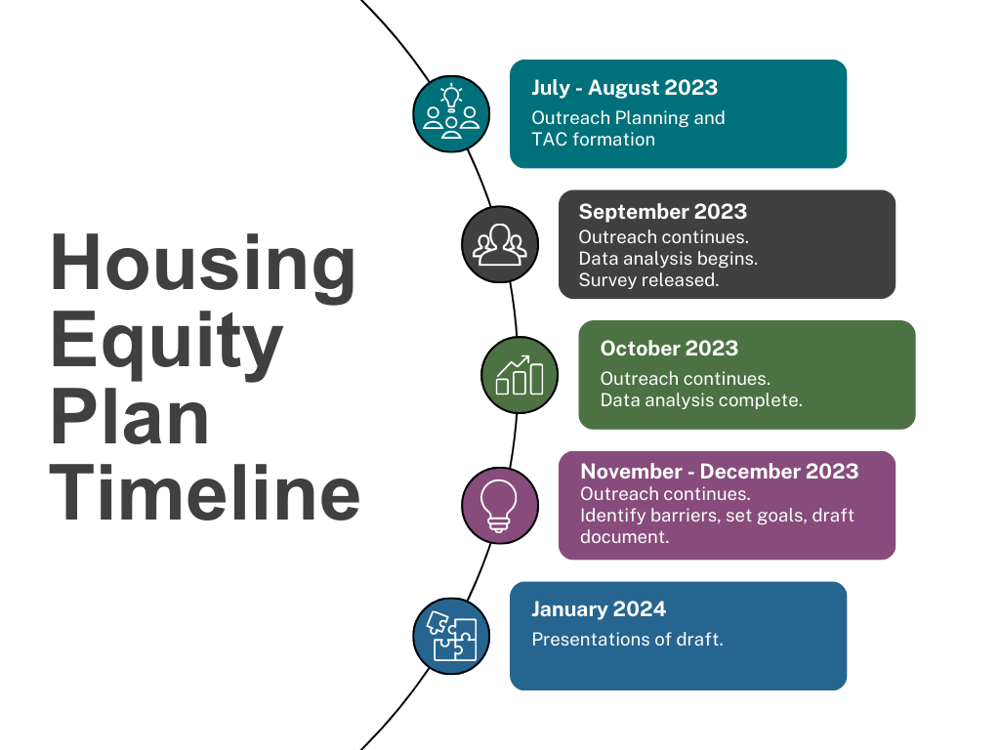 Housing
Equity
Plan
Timeline
July - August 2023
Outreach Planning and
TAC formation
September 2023
Outreach continues.
Data analysis begins.
Survey released.
October 2023
Outreach continues.
Data analysis complete.
November - December 2023
Outreach continues.
Identify barriers, set goals, draft
document.
January 2024
Presentations of draft.